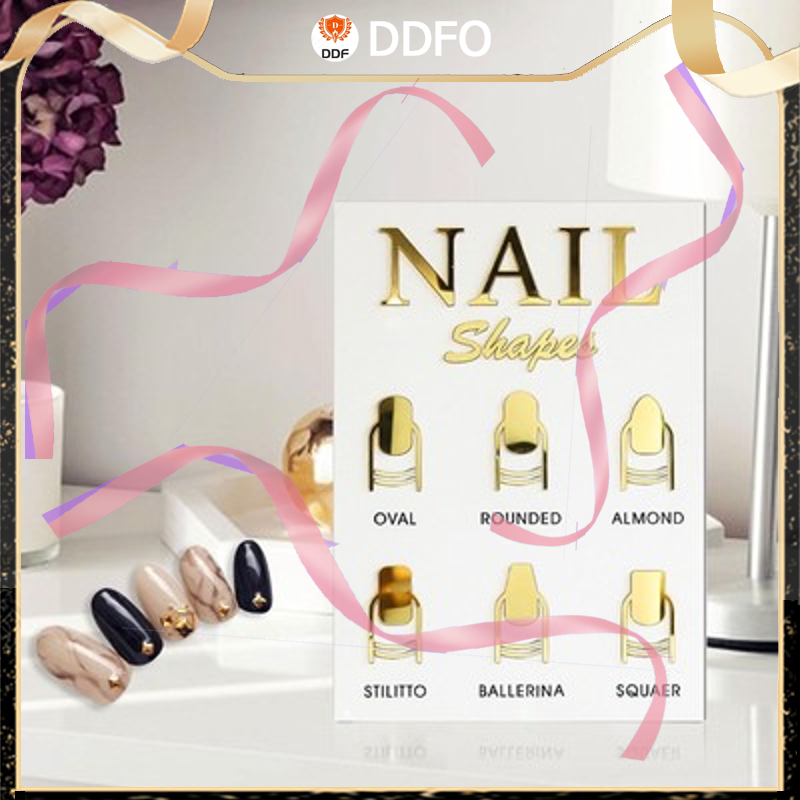 DDF
DDFO
NAIL
Shapes
OVAL ROUNDED ALMOND
STILITTO BALLERINA SQUAER